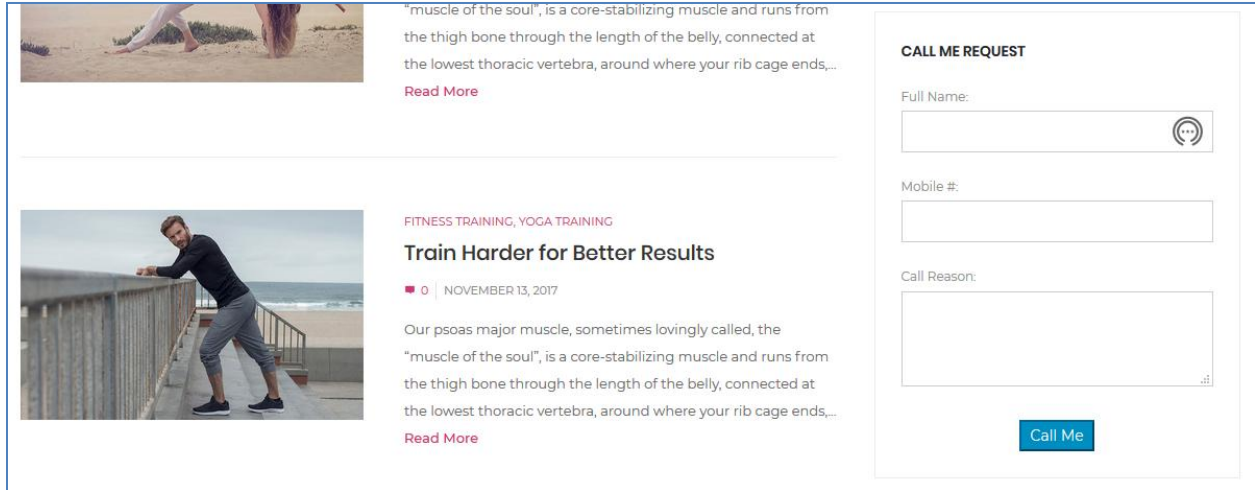 “muscle of the soul”, is a core-stabilizing muscle and runs from
the thigh bone through the length of the belly, connected at
the lowest thoracic vertebra, around where your rib cage ends,...
Read More
FITNESS TRAINING, YOGA TRAINING
Train Harder for Better Results
0 NOVEMBER 13, 2017
Our psoas major muscle, sometimes lovingly called, the
“muscle of the soul”, is a core-stabilizing muscle and runs from
the thigh bone through the length of the belly, connected at
the lowest thoracic vertebra, around where your rib cage ends,...
Read More
CALL ME REQUEST
Full Name:
Mobile #:
Call Reason:
Call Me